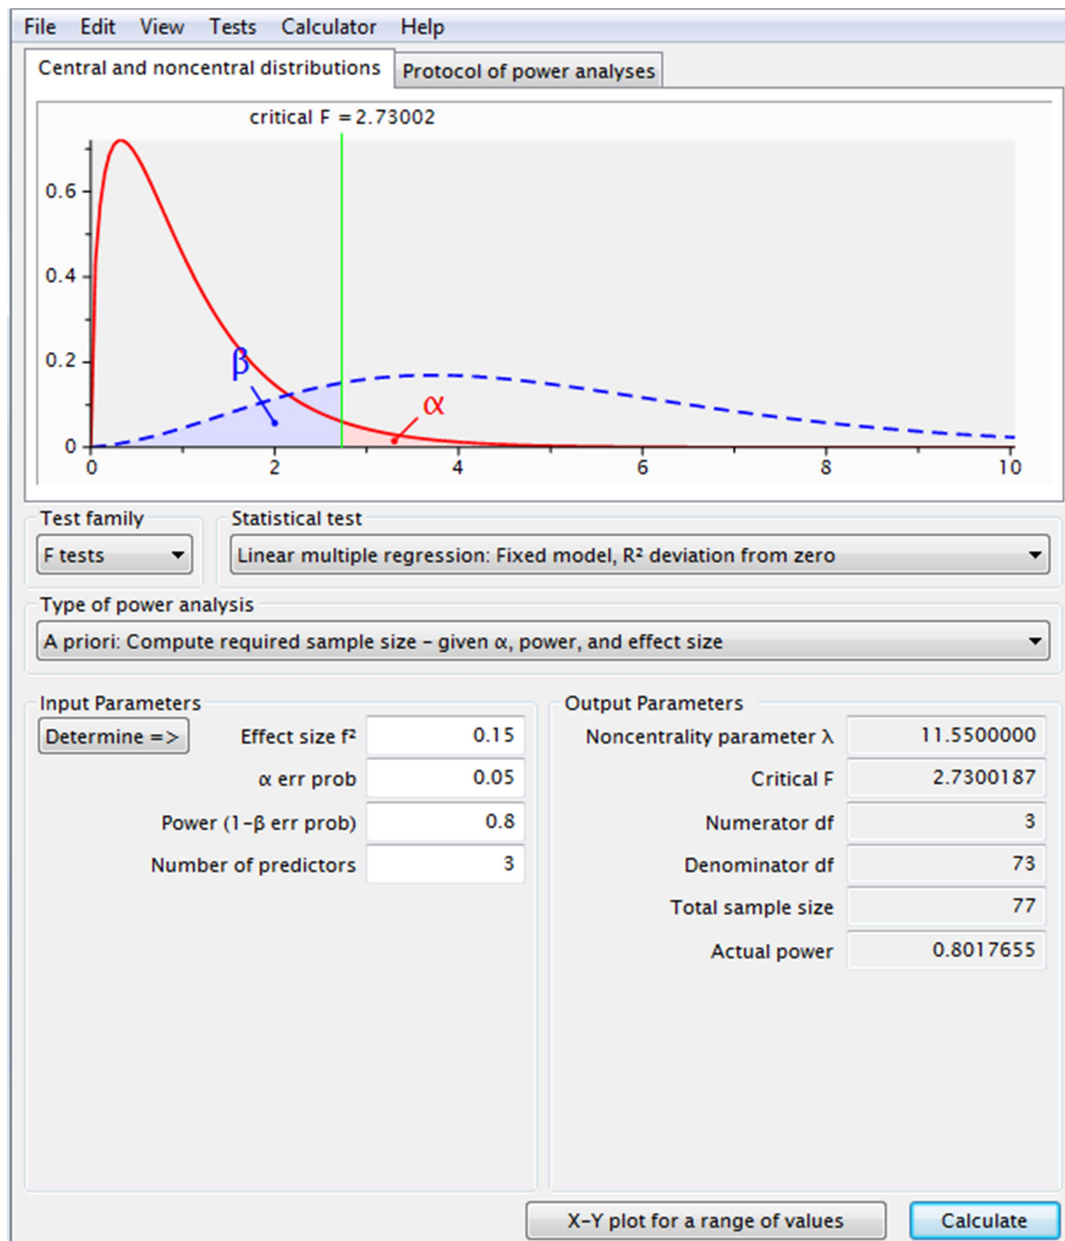 File Edit View Tests Calculator Help
Central and noncentral distributions Protocol of power analyses
critical F = 2.73002
0.6
0.4
0.2
β
α
0
0 2 4 6 8 10
Test family Statistical test
F tests Linear multiple regression: Fixed model, R² deviation from zero
Type of power analysis
A priori: Compute required sample size – given α, power, and effect size
Input Parameters Output Parameters
Determine => Effect size f² 0.15 Noncentrality parameter λ 11.5500000
α err prob 0.05 Critical F 2.7300187
Power (1-β err prob) 0.8 Numerator df 3
Number of predictors 3 Denominator df 73
Total sample size 77
Actual power 0.8017655
X-Y plot for a range of values Calculate